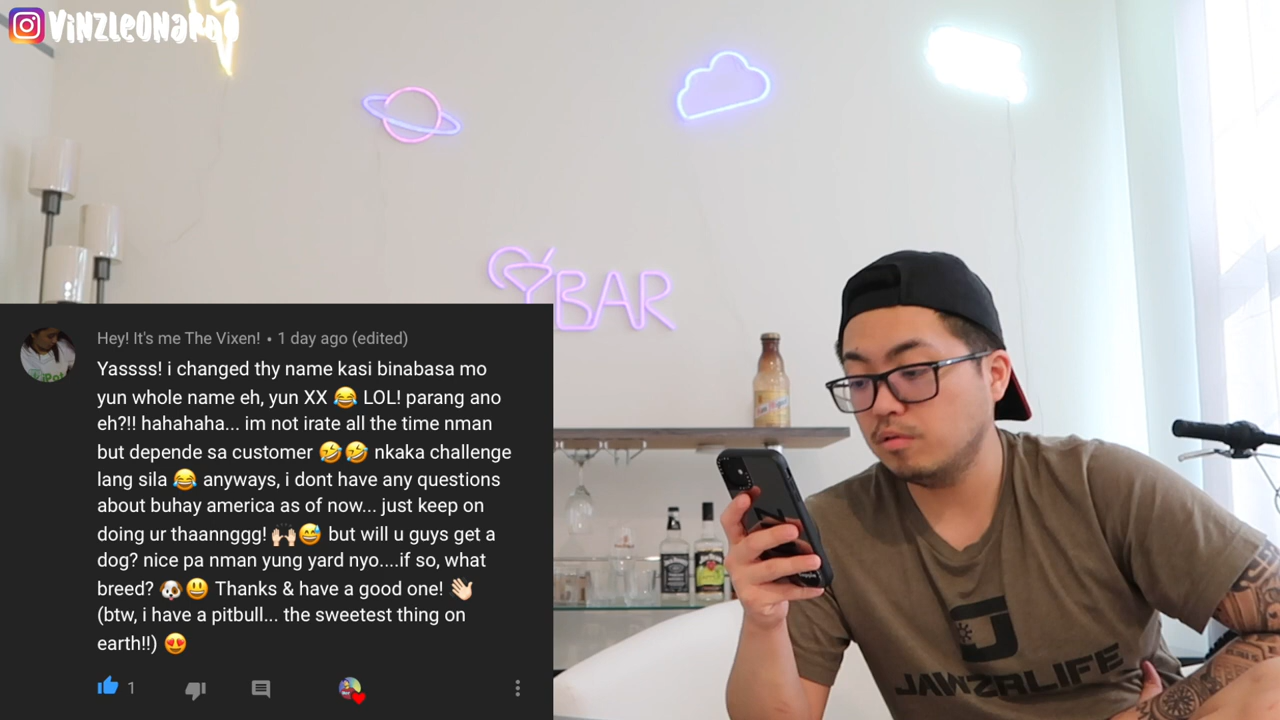 VINZLEONARDO
BAR
Hey! It's me The Vixen! • 1 day ago (edited)
Yassss! i changed thy name kasi binabasa mo
yun whole name eh, yun XX 😂 LOL! parang ano
eh?!! hahahaha... im not irate all the time nman
but depende sa customer 🤣🤣 nkaka challenge
lang sila 😂 anyways, i dont have any questions
about buhay america as of now... just keep on
doing ur thaannggg! 🙌🏻😅 but will u guys get a
dog? nice pa nman yung yard nyo....if so, what
breed? 🐶😃 Thanks & have a good one! 👋🏻
(btw, i have a pitbull... the sweetest thing on
earth!!) 😍
1
JAWZRLIFE